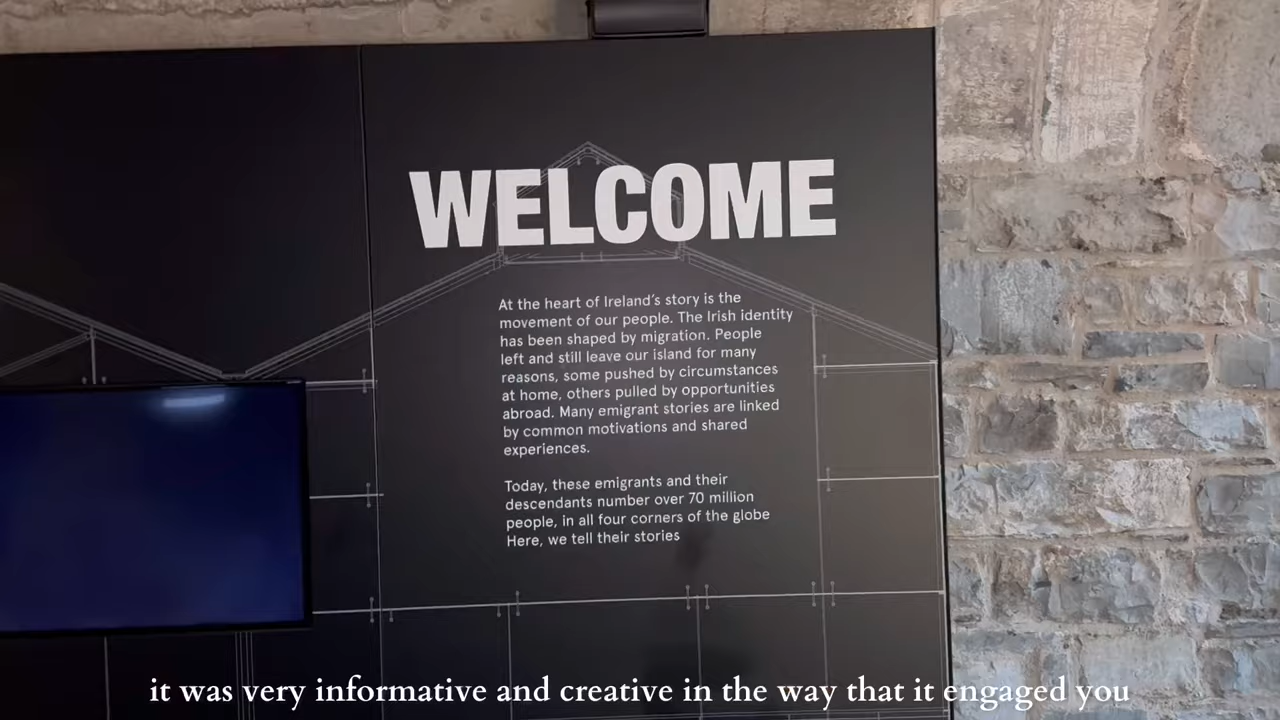 WELCOME
At the heart of Ireland's story is the
movement of our people. The Irish identity
has been shaped by migration. People
left and still leave our island for many
reasons, some pushed by circumstances
at home, others pulled by opportunities
abroad. Many emigrant stories are linked
by common motivations and shared
experiences.
Today, these emigrants and their
descendants number over 70 million
people, in all four corners of the globe
Here, we tell their stories
it was very informative and creative in the way that it engaged you